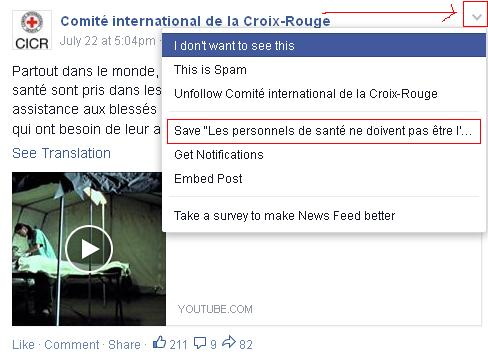 Comité international de la Croix-Rouge
CICR
July 22 at 5:04pm ·
I don't want to see this
This is Spam
Unfollow Comité international de la Croix-Rouge
Save "Les personnels de santé ne doivent pas être l'...
Get Notifications
Embed Post
Take a survey to make News Feed better
Partout dans le monde,
santé sont pris dans les
assistance aux blessés
qui ont besoin de leur a
See Translation
YOUTUBE.COM
Like · Comment · Share · 211 9 82